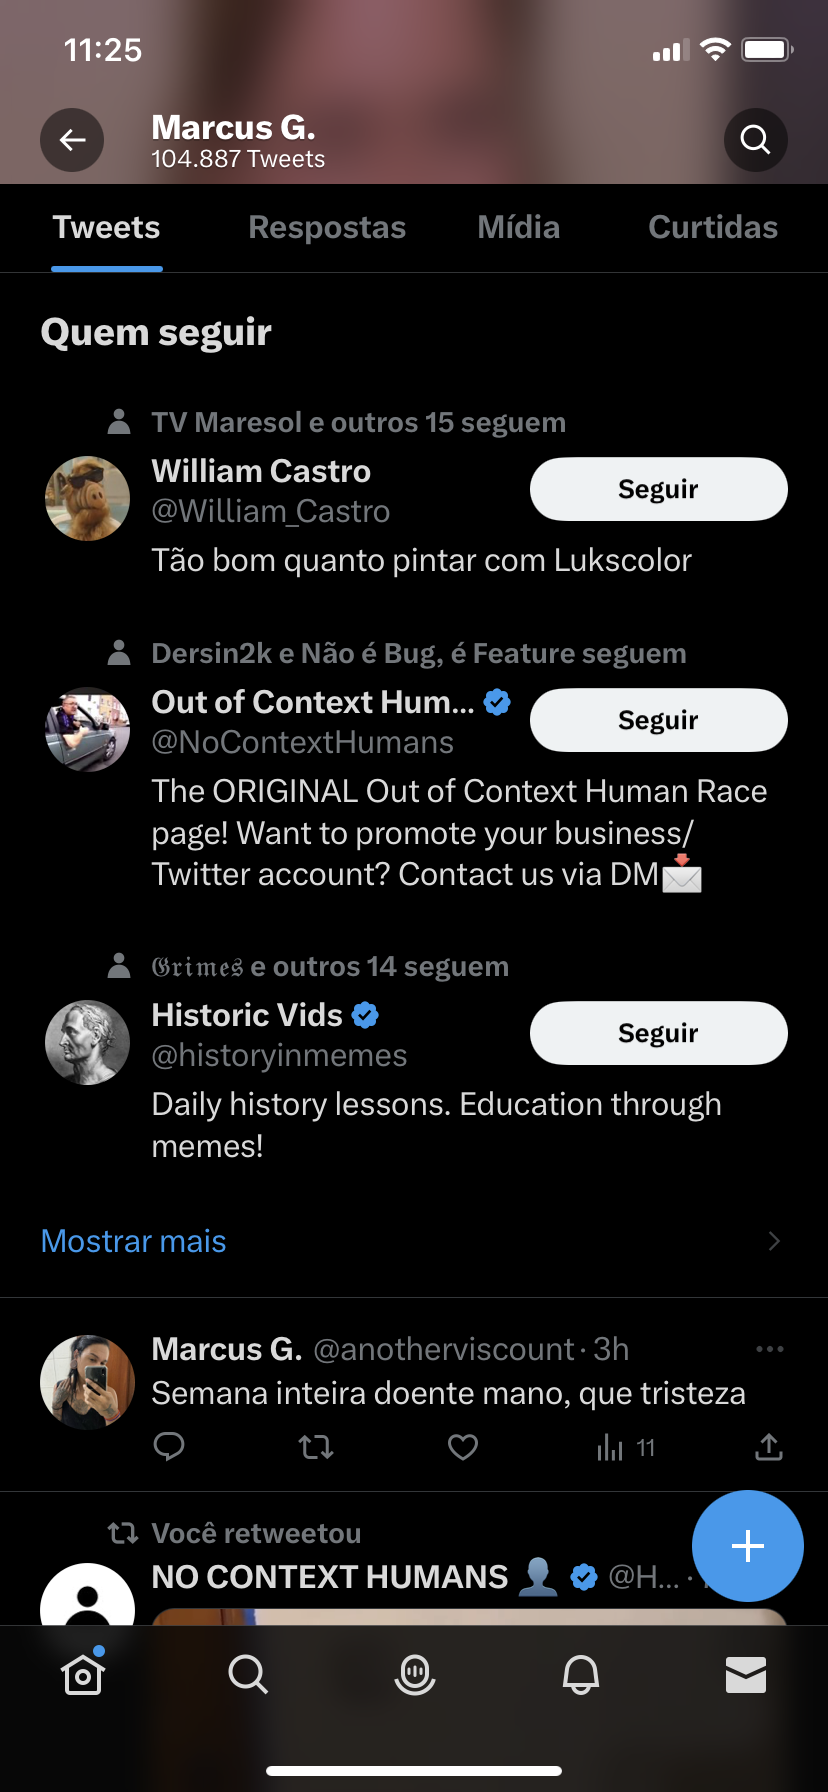 11:25
Marcus G.
104.887 Tweets
Tweets
Respostas
Mídia
Curtidas
Quem seguir
TV Maresol e outros 15 seguem
William Castro
@William_Castro
Seguir
Tão bom quanto pintar com Lukscolor
Dersin2k e Não é Bug, é Feature seguem
Out of Context Hum...
@NoContextHumans
Seguir
The ORIGINAL Out of Context Human Race
page! Want to promote your business/
Twitter account? Contact us via DM📩
𝕲𝖗𝖎𝖒𝖊𝖘 e outros 14 seguem
Historic Vids
@historyinmemes
Seguir
Daily history lessons. Education through
memes!
Mostrar mais
Marcus G. @anotherviscount · 3h
Semana inteira doente mano, que tristeza
11
Você retweetou
NO CONTEXT HUMANS 👤 @H... ·